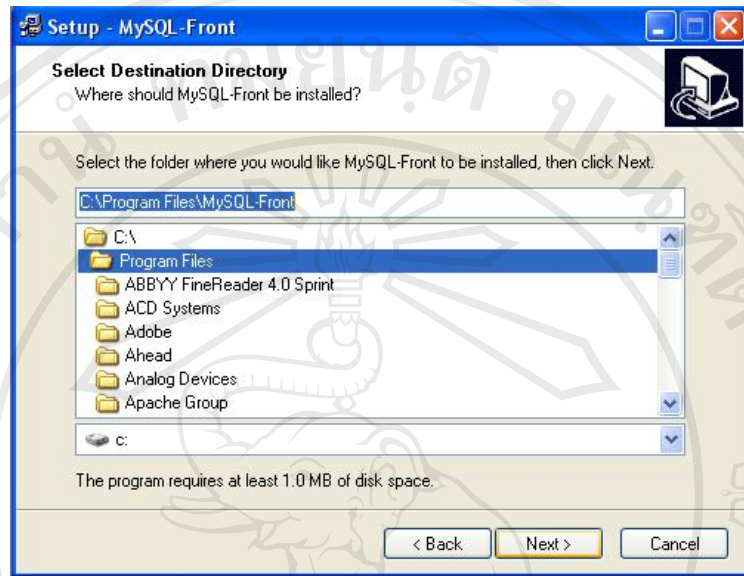 Setup - MySQL-Front
Select Destination Directory
Where should MySQL-Front be installed?
Select the folder where you would like MySQL-Front to be installed, then click Next.
C:\Program Files\MySQL-Front
C:\
Program Files
ABBYY FineReader 4.0 Sprint
ACD Systems
Adobe
Ahead
Analog Devices
Apache Group
c:
The program requires at least 1.0 MB of disk space.
< Back
Next >
Cancel